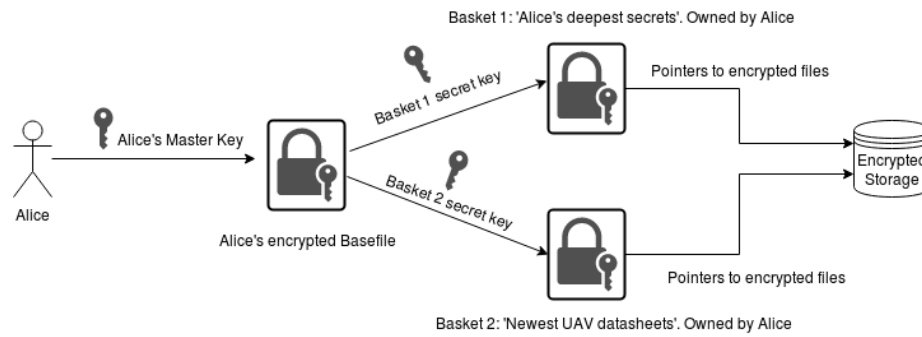 Basket 1: 'Alice's deepest secrets'. Owned by Alice
Basket 1 secret key
Pointers to encrypted files
Alice's Master Key
Encrypted
Storage
Alice
Basket 2 secret key
Alice's encrypted Basefile
Pointers to encrypted files
Basket 2: 'Newest UAV datasheets'. Owned by Alice